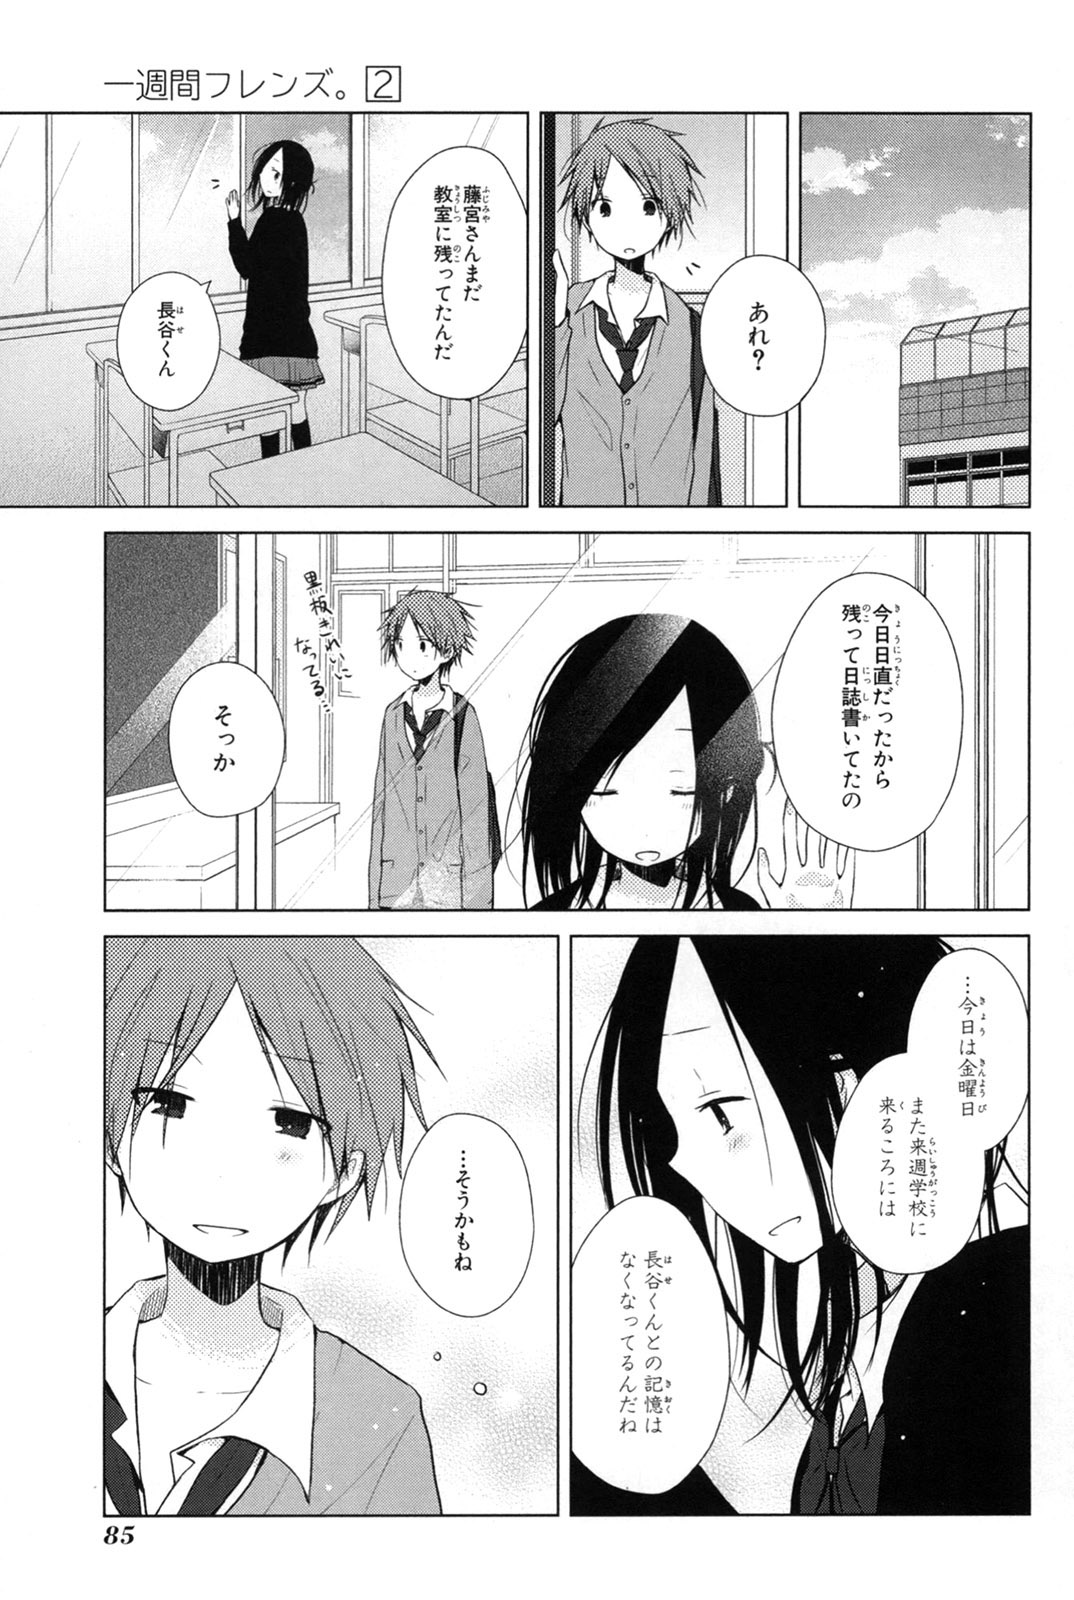 一週間フレンズ。2
あれ？
藤宮さんまだ
教室に残ってたんだ
長谷くん
今日日直だったから
残って日誌書いてたの
黒板きれいに
なってる…
そっか
…今日は金曜日
また来週学校に
来るころには
長谷くんとの記憶は
なくなってるんだね
…そうかもね
85